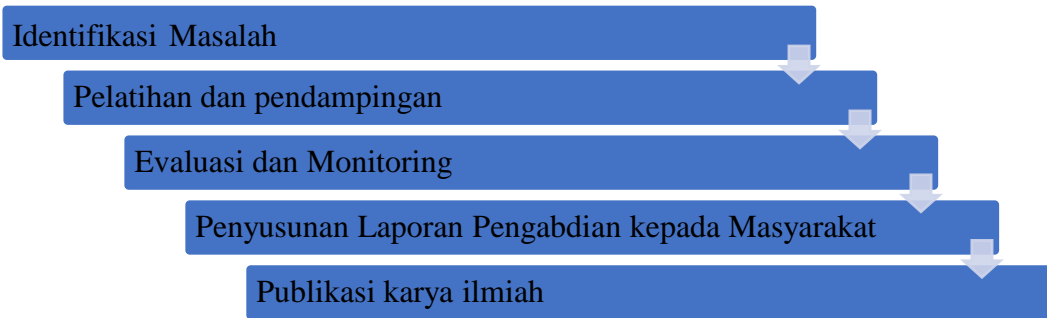 Identifikasi Masalah
Pelatihan dan pendampingan
Evaluasi dan Monitoring
Penyusunan Laporan Pengabdian kepada Masyarakat
Publikasi karya ilmiah